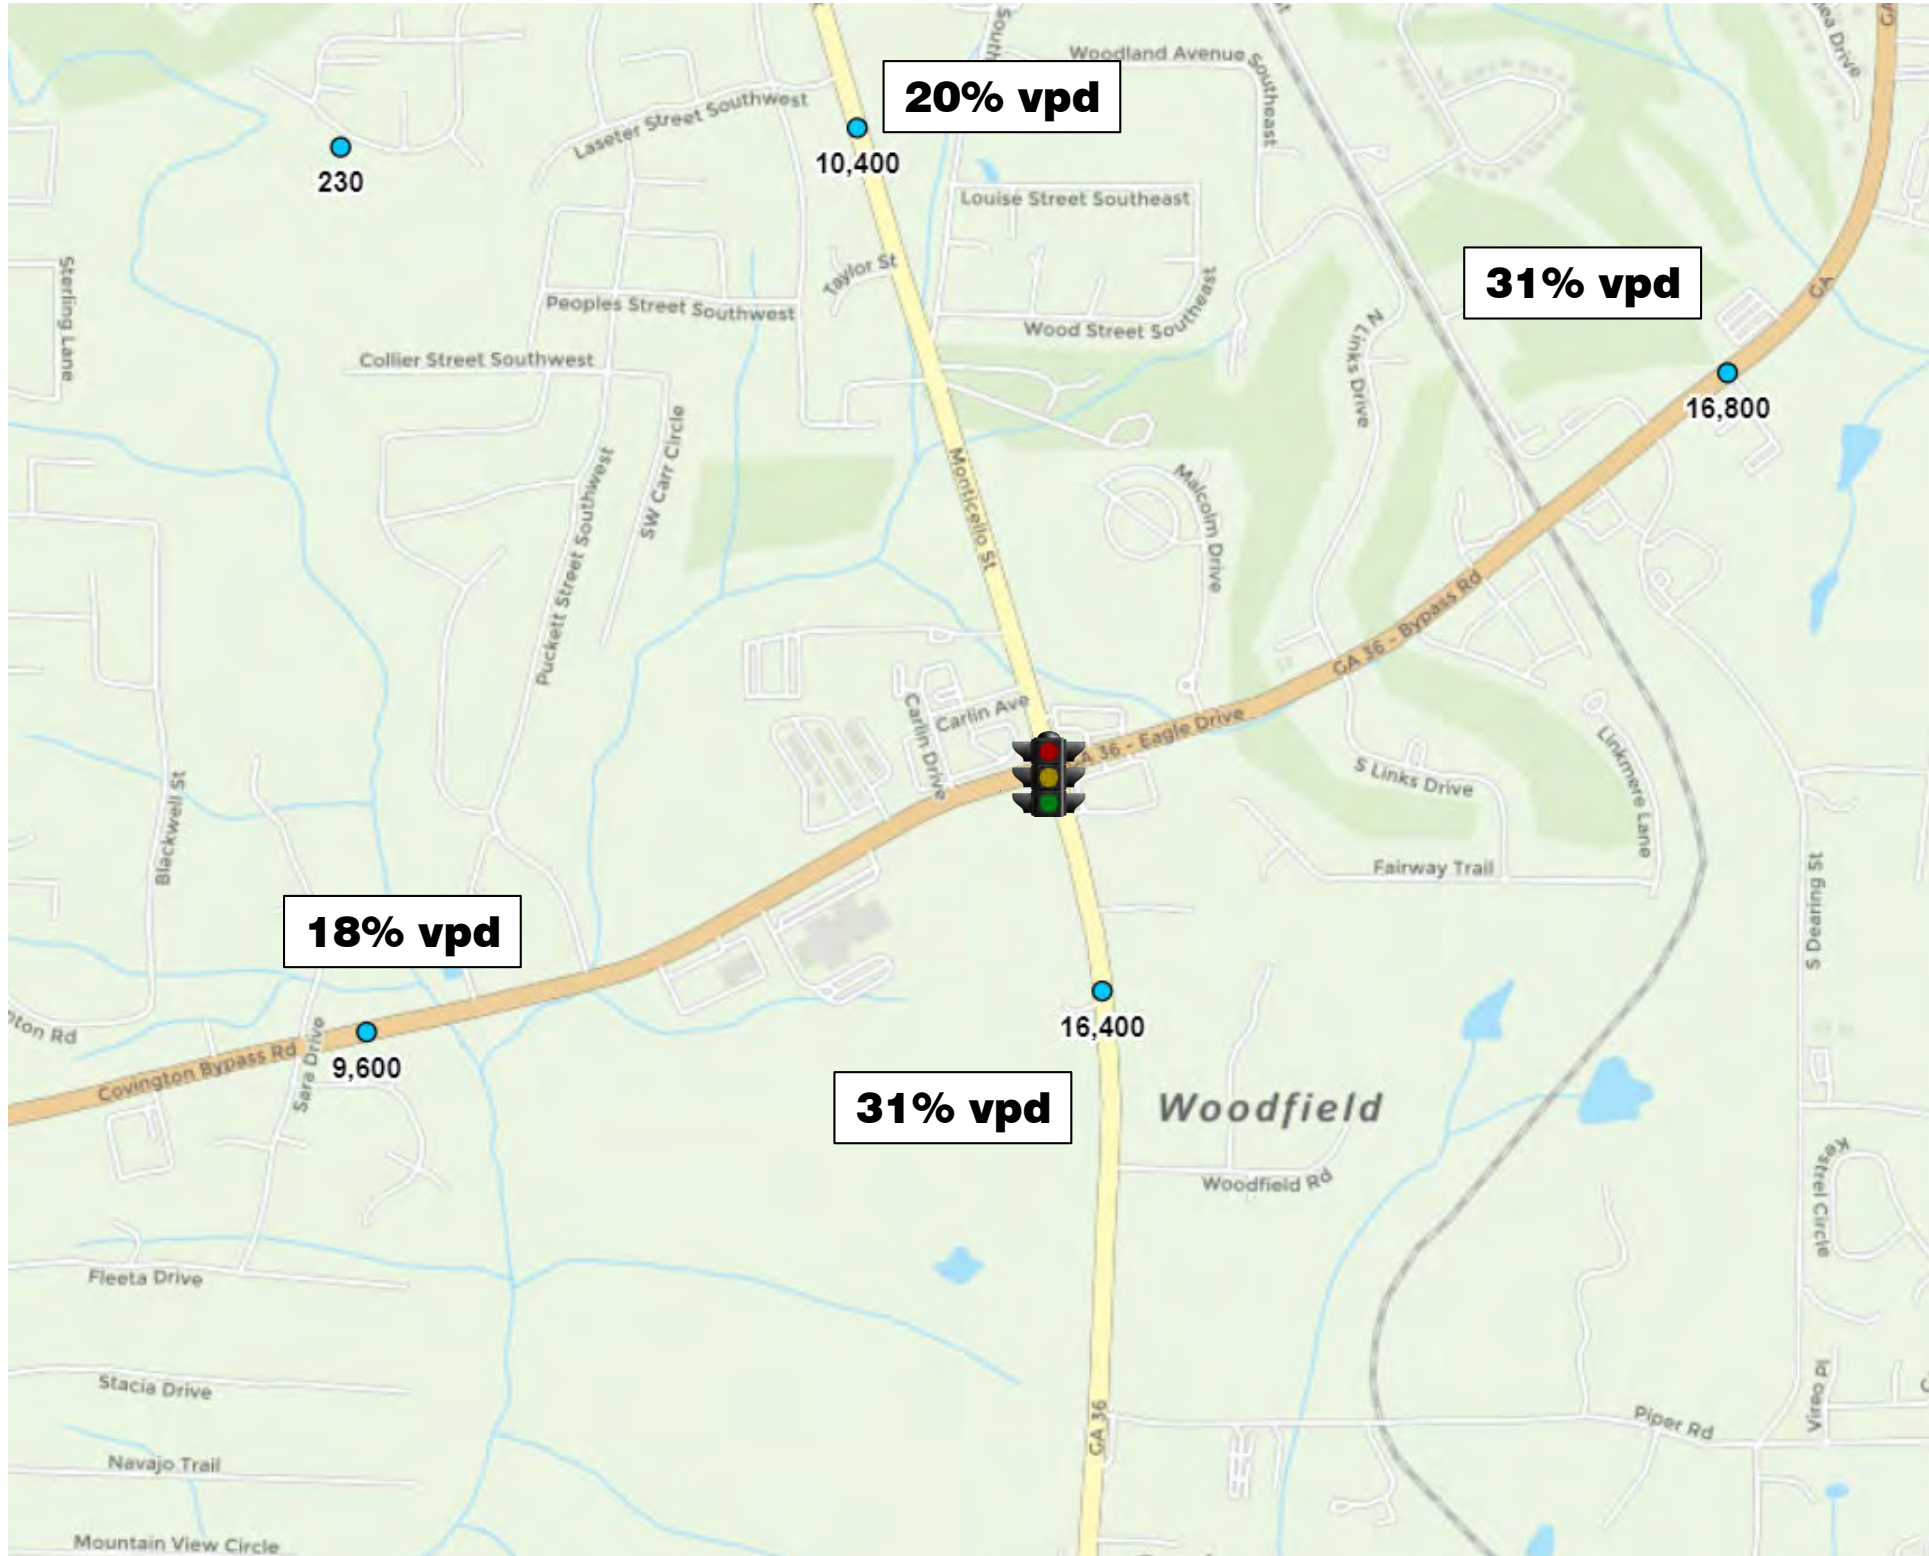 Woodland Avenue
Southeast
20% vpd
Laseter Street Southwest
10,400
230
Louise Street Southeast
Sterling Lane
Taylor St
Peoples Street Southwest
Wood Street Southeast
31% vpd
GA
N Links Drive
Collier Street Southwest
16,800
SW Carr Circle
Monticello St
Malcolm Drive
Puckett Street Southwest
GA 36 - Bypass Rd
Carlin Ave
Carlin Drive
A 36 - Eagle Drive
S Links Drive
Linkmere Lane
Blackwell St
Fairway Trail
S Deering St
18% vpd
16,400
Covington Bypass Rd
Sara Drive
9,600
31% vpd
Woodfield
Woodfield Rd
Kestrel Circle
Fleeta Drive
Stacia Drive
GA 36
Piper Rd
Vireo Pl
Navajo Trail
Mountain View Circle